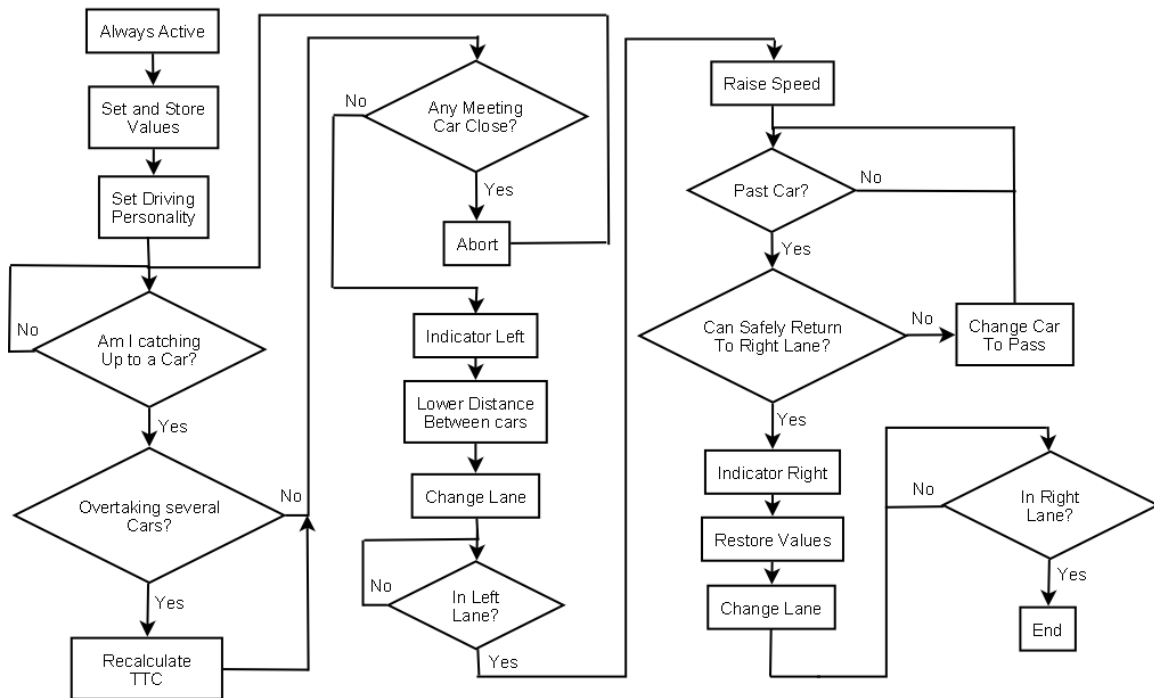 Always Active
Set and Store
Values
Set Driving
Personality
No
Am I catching
Up to a Car?
Yes
Overtaking several
Cars?
No
Yes
Recalculate
TTC
No
Any Meeting
Car Close?
Yes
Abort
Indicator Left
Lower Distance
Between cars
Change Lane
No
In Left
Lane?
Yes
Raise Speed
Past Car?
No
Yes
Can Safely Return
To Right Lane?
No
Change Car
To Pass
Yes
Indicator Right
Restore Values
Change Lane
No
In Right
Lane?
Yes
End